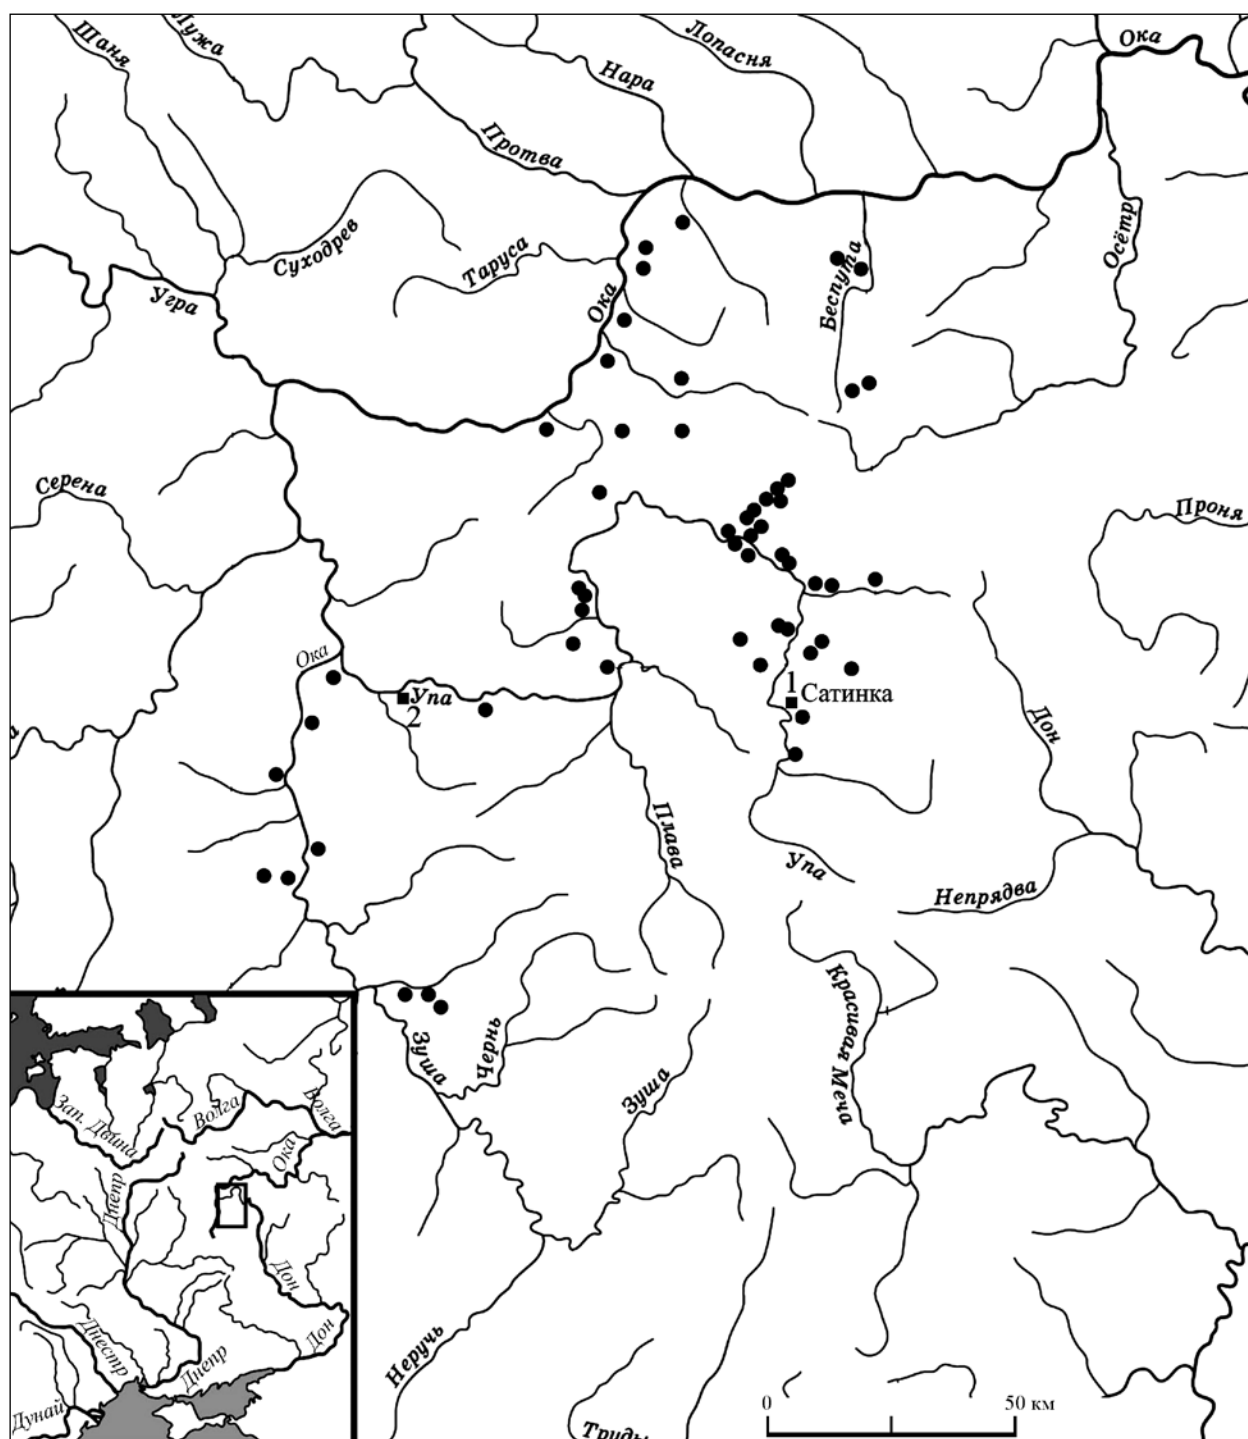 Шаня
Лужа
Лопасня
Ока
Нара
Протва
Суходрев
Таруса
Осётр
Беспута
Угра
Ока
Серена
Проня
Ока
Упа
2
1
Сатинка
Дон
Плава
Упа
Непрядва
Красивая Меча
Зуша
Чернь
Зуша
Неручь
Труды
0
50 км
Зап. Двина
Волга
Волга
Ока
Днепр
Дон
Дон
Днестр
Днепр
Дунай